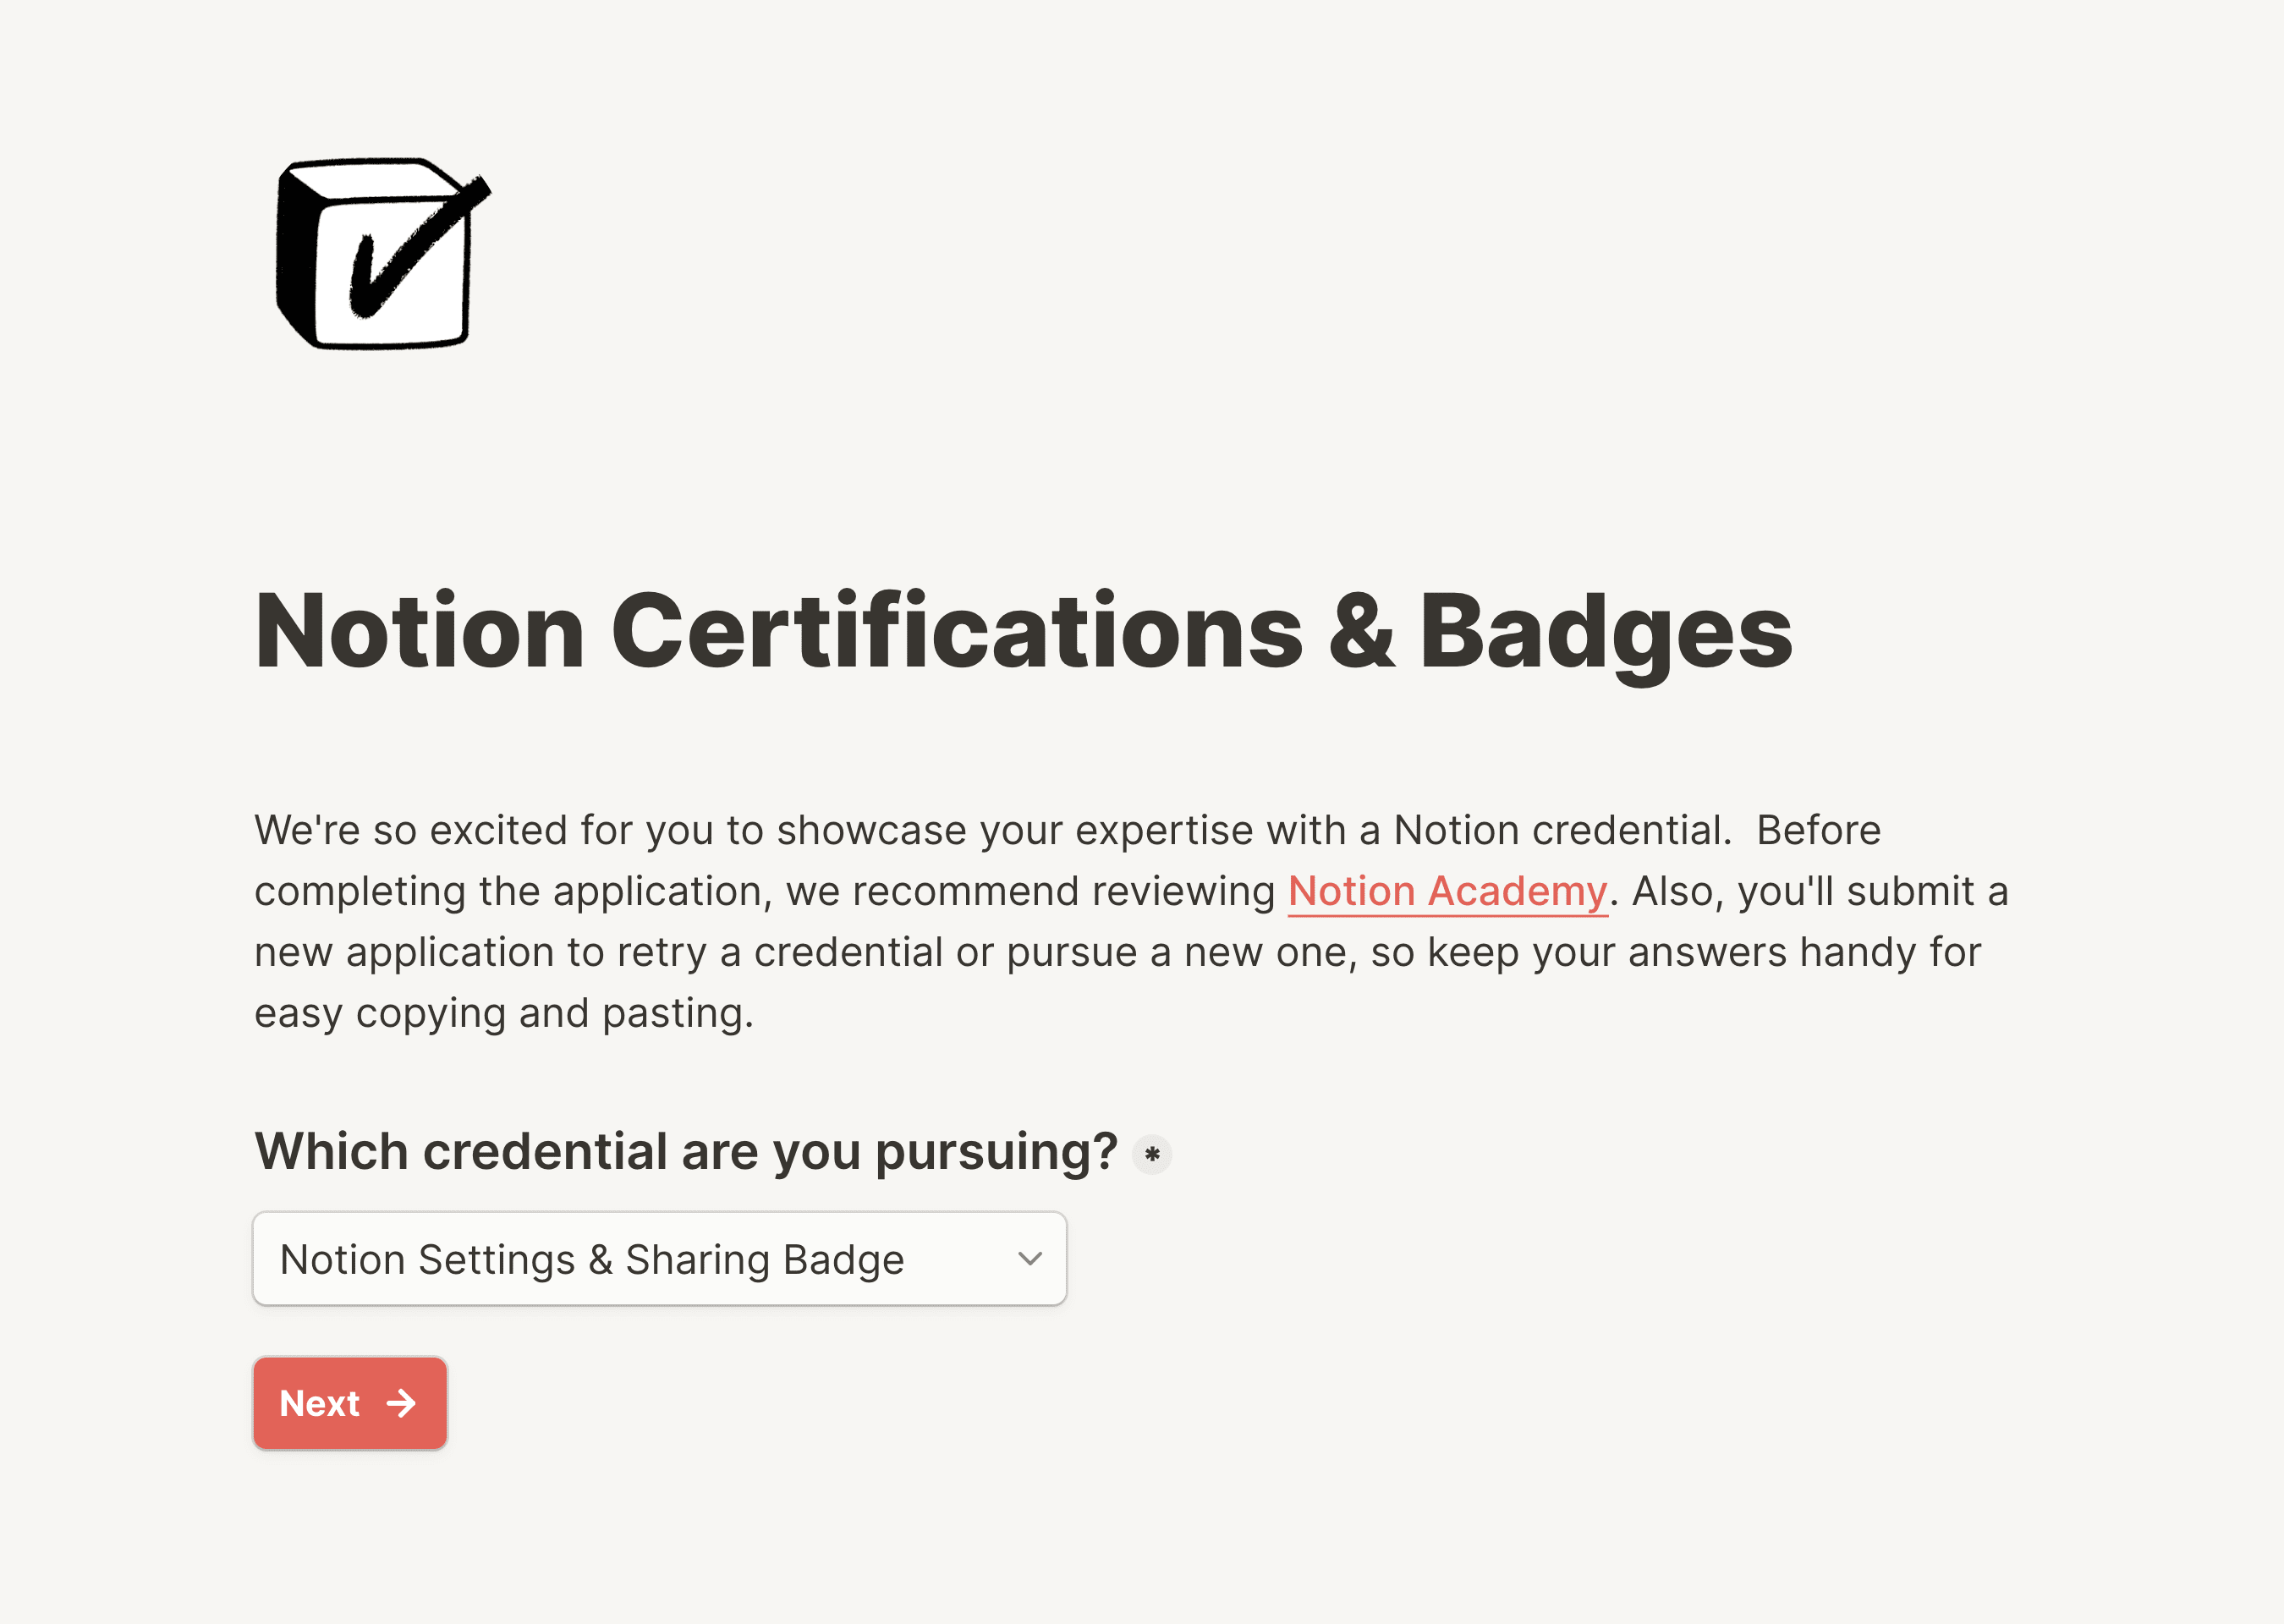 Notion Certifications & Badges
We're so excited for you to showcase your expertise with a Notion credential.  Before
completing the application, we recommend reviewing Notion Academy. Also, you'll submit a
new application to retry a credential or pursue a new one, so keep your answers handy for
easy copying and pasting.
Which credential are you pursuing? *
Notion Settings & Sharing Badge
Next →